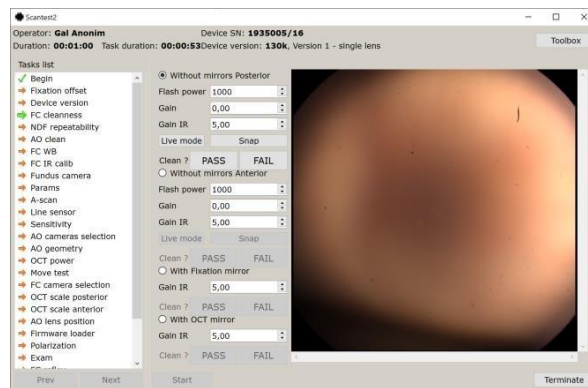 Scantest2
Operator: Gal Anonim Device SN: 1935005/16
Duration: 00:01:00 Task duration: 00:00:53 Device version: 130k, Version 1 - single lens
Toolbox
Tasks list
Begin
Fixation offset
Device version
FC cleanness
NDF repeatability
AO clean
FC WB
FC IR calib
Fundus camera
Params
A-scan
Line sensor
Sensitivity
AO cameras selection
AO geometry
OCT power
Move test
FC camera selection
OCT scale posterior
OCT scale anterior
AO lens position
Firmware loader
Polarization
Exam
Prev Next
Without mirrors Posterior
Flash power 1000
Gain 0,00
Gain IR 5,00
Live mode Snap
Clean ? PASS FAIL
Without mirrors Anterior
Flash power 1000
Gain 0,00
Gain IR 5,00
Live mode Snap
Clean ? PASS FAIL
With Fixation mirror
Gain IR 5,00
Clean ? PASS FAIL
With OCT mirror
Gain IR 5,00
Clean ? PASS FAIL
Start
Terminate